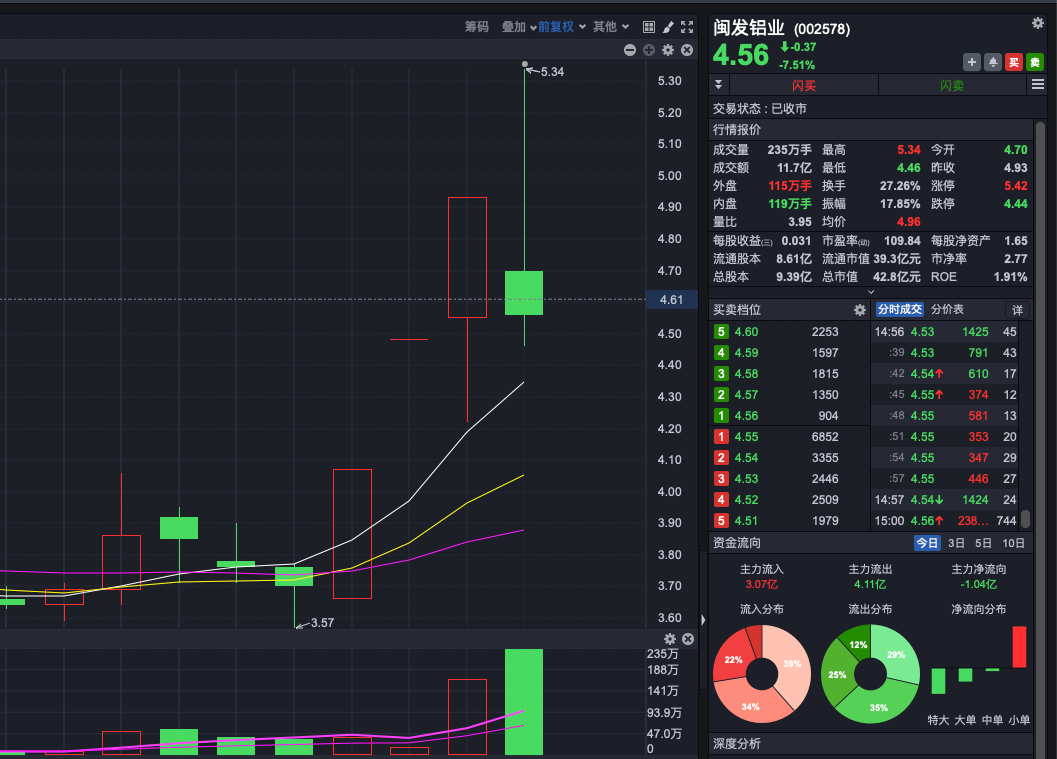 筹码 叠加 前复权 其他
闽发铝业 (002578)
4.56 -0.37
-7.51%
买 卖
闪买 闪卖
交易状态 : 已收市
行情报价
成交量 235万手 最高 5.34 今开 4.70
成交额 11.7亿 最低 4.46 昨收 4.93
外盘 115万手 换手 27.26% 涨停 5.42
内盘 119万手 振幅 17.85% 跌停 4.44
量比 3.95 均价 4.96
每股收益(三) 0.031 市盈率(动) 109.84 每股净资产 1.65
流通股本 8.61亿 流通市值 39.3亿元 市净率 2.77
总股本 9.39亿 总市值 42.8亿元 ROE 1.91%
买卖档位 分时成交 分价表 详
5 4.60 2253 14:56 4.53 1425 45
4 4.59 1597 :39 4.53 791 43
3 4.58 1815 :42 4.54↑ 610 17
2 4.57 1350 :45 4.55↑ 374 12
1 4.56 904 :48 4.55 581 13
1 4.55 6852 :51 4.55 353 20
2 4.54 3355 :54 4.55 347 29
3 4.53 2446 :57 4.55 446 27
4 4.52 2509 14:57 4.54↓ 1424 24
5 4.51 1979 15:00 4.56↑ 238... 744
资金流向 今日 3日 5日 10日
主力流入 主力流出 主力净流向
3.07亿 4.11亿 -1.04亿
流入分布 流出分布 净流向分布
22% 39% 34%
12% 29% 25% 35%
特大 大单 中单 小单
深度分析
5.34
3.57
5.30
5.20
5.10
5.00
4.90
4.80
4.70
4.61
4.50
4.40
4.30
4.20
4.10
4.00
3.90
3.80
3.70
3.60
235万
188万
141万
93.9万
47.0万
0